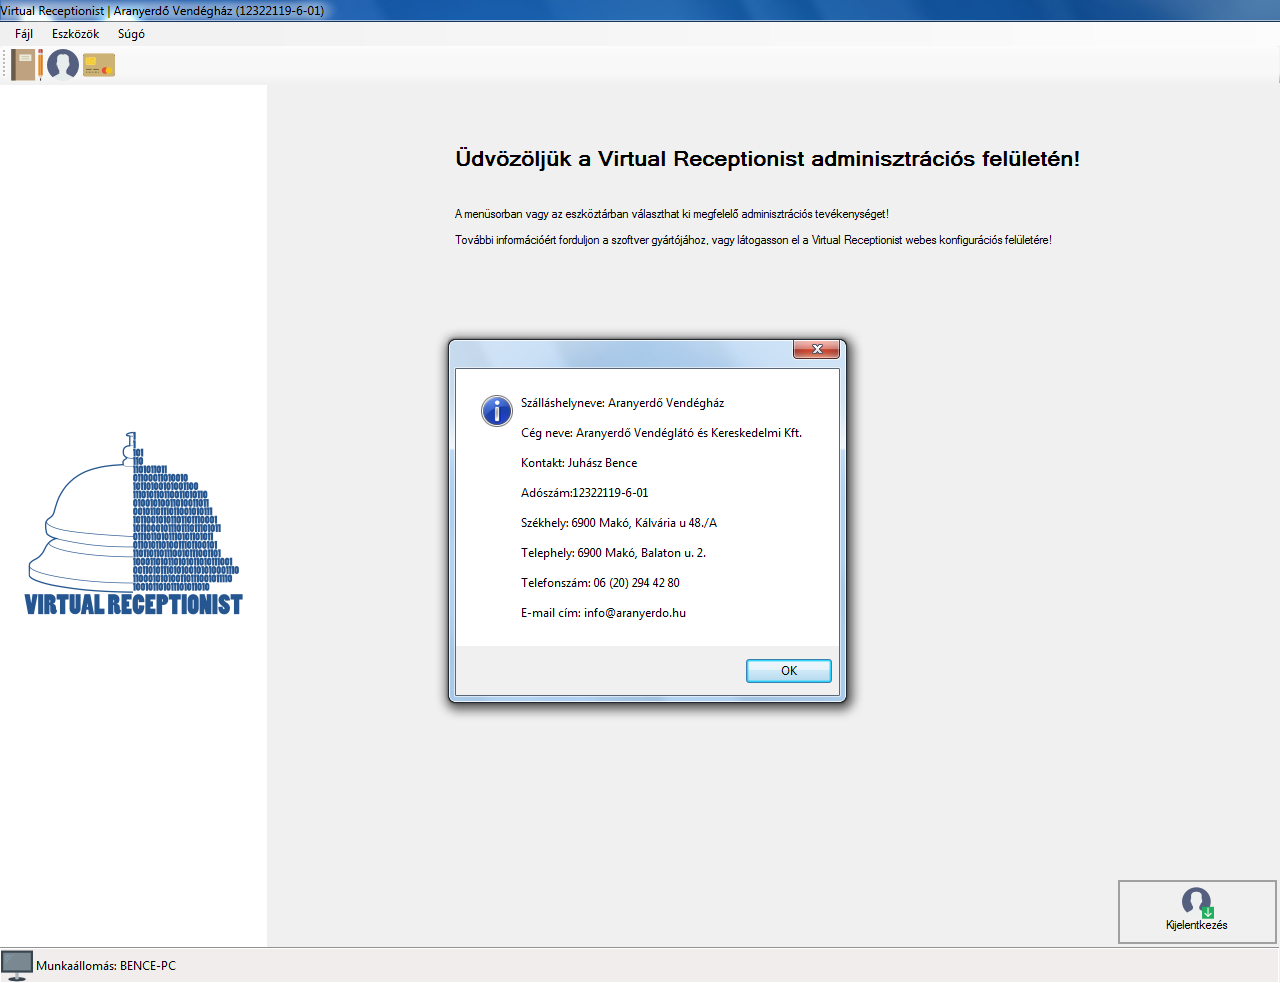 Virtual Receptionist | Aranyerdő Vendégház (12322119-6-01)
Fájl Eszközök Súgó
Üdvözöljük a Virtual Receptionist adminisztrációs felületén!
A menüsorban vagy az eszköztárban választhat ki megfelelő adminisztrációs tevékenységet!
További információért forduljon a szoftver gyártójához, vagy látogasson el a Virtual Receptionist webes konfigurációs felületére!
Szálláshelyneve: Aranyerdő Vendégház
Cég neve: Aranyerdő Vendéglátó és Kereskedelmi Kft.
Kontakt: Juhász Bence
Adószám:12322119-6-01
Székhely: 6900 Makó, Kálvária u 48./A
Telephely: 6900 Makó, Balaton u. 2.
Telefonszám: 06 (20) 294 42 80
E-mail cím: info@aranyerdo.hu
OK
VIRTUAL RECEPTIONIST
Kijelentkezés
Munkaállomás: BENCE-PC